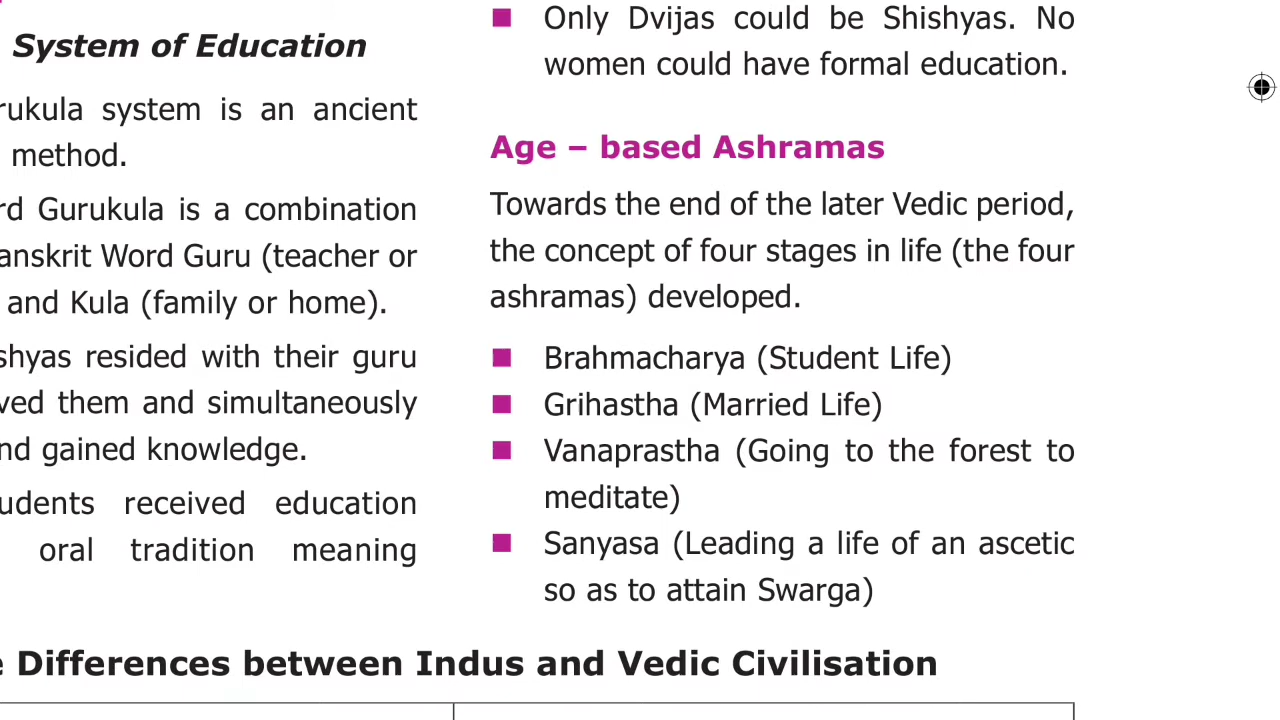 System of Education
rukula system is an ancient
method.
rd Gurukula is a combination
anskrit Word Guru (teacher or
and Kula (family or home).
shyas resided with their guru
ved them and simultaneously
nd gained knowledge.
udents received education
oral tradition meaning
■ Only Dvijas could be Shishyas. No
women could have formal education.
Age – based Ashramas
Towards the end of the later Vedic period,
the concept of four stages in life (the four
ashramas) developed.
■ Brahmacharya (Student Life)
■ Grihastha (Married Life)
■ Vanaprastha (Going to the forest to
meditate)
■ Sanyasa (Leading a life of an ascetic
so as to attain Swarga)
e Differences between Indus and Vedic Civilisation